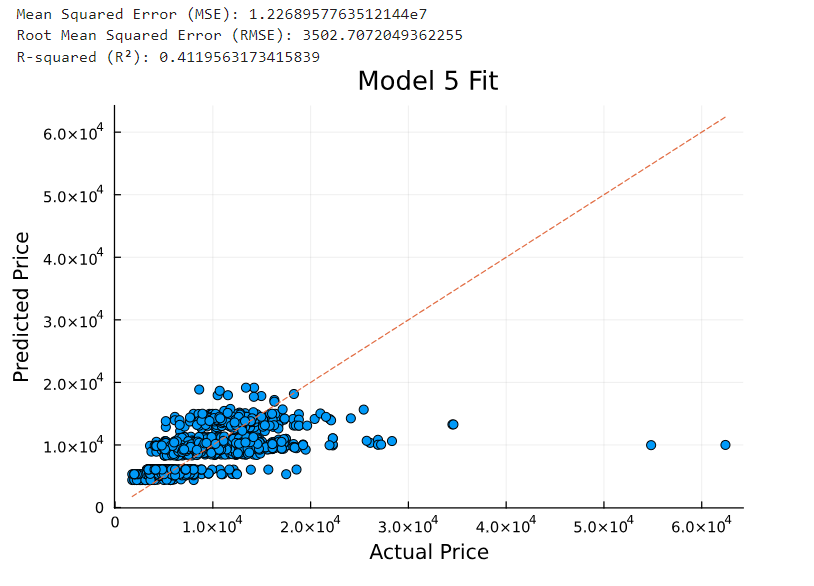 Mean Squared Error (MSE): 1.2268957763512144e7
Root Mean Squared Error (RMSE): 3502.7072049362255
R-squared (R²): 0.4119563173415839
Model 5 Fit
6.0×10⁴
5.0×10⁴
4.0×10⁴
3.0×10⁴
2.0×10⁴
1.0×10⁴
0
Predicted Price
0 1.0×10⁴ 2.0×10⁴ 3.0×10⁴ 4.0×10⁴ 5.0×10⁴ 6.0×10⁴
Actual Price